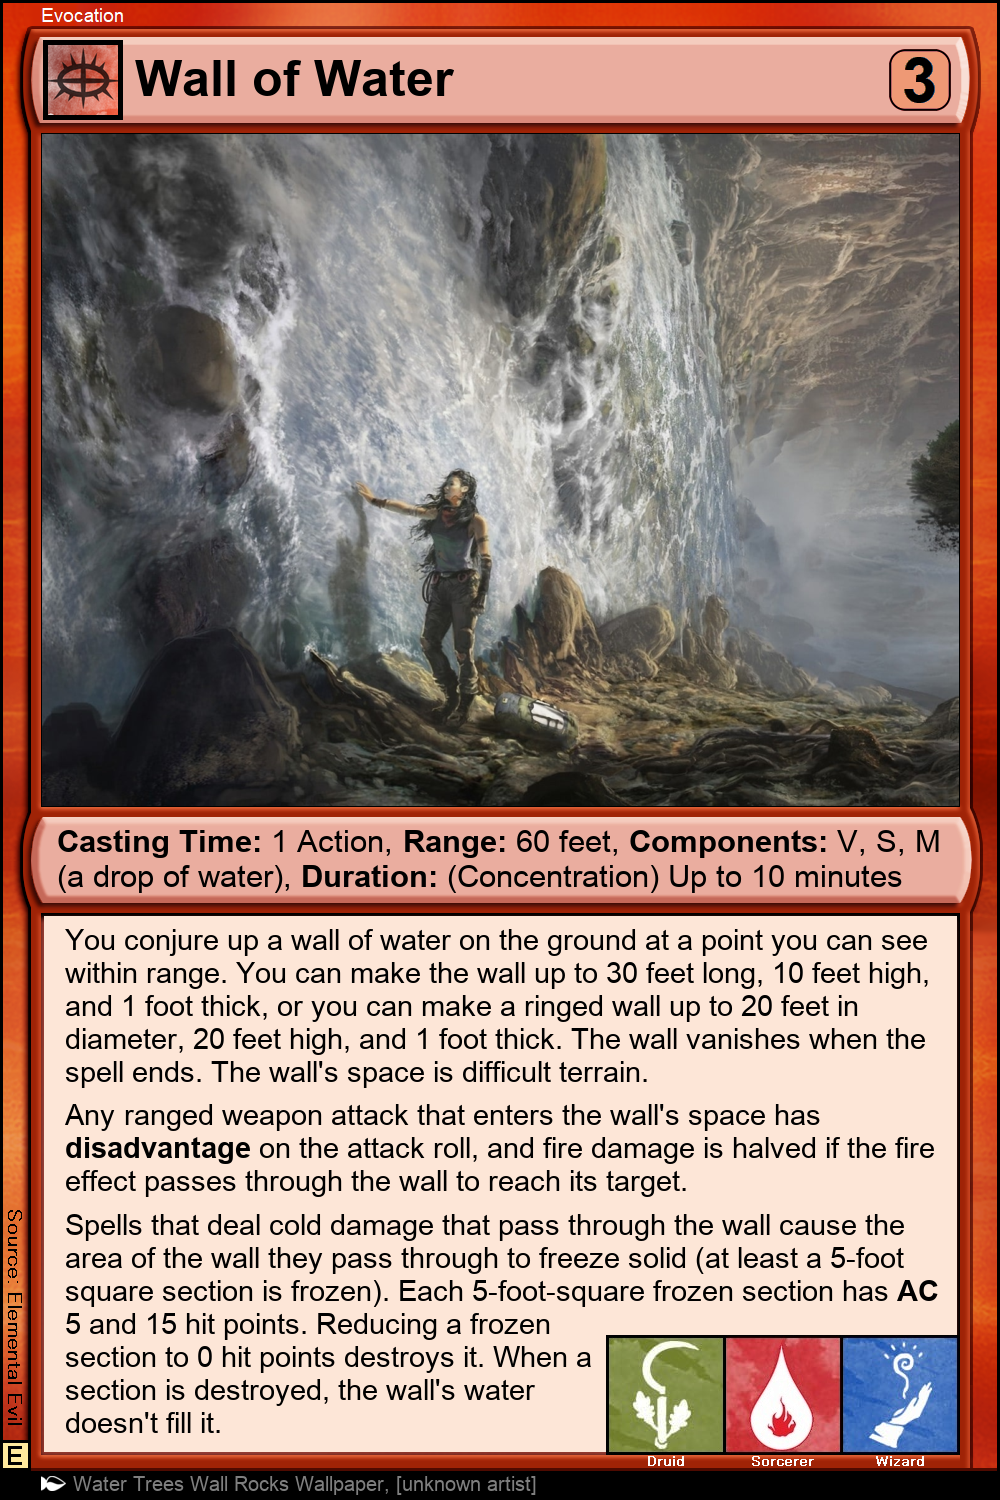 Evocation
Wall of Water
3
Casting Time: 1 Action, Range: 60 feet, Components: V, S, M
(a drop of water), Duration: (Concentration) Up to 10 minutes
You conjure up a wall of water on the ground at a point you can see
within range. You can make the wall up to 30 feet long, 10 feet high,
and 1 foot thick, or you can make a ringed wall up to 20 feet in
diameter, 20 feet high, and 1 foot thick. The wall vanishes when the
spell ends. The wall's space is difficult terrain.
Any ranged weapon attack that enters the wall's space has
disadvantage on the attack roll, and fire damage is halved if the fire
effect passes through the wall to reach its target.
Spells that deal cold damage that pass through the wall cause the
area of the wall they pass through to freeze solid (at least a 5-foot
square section is frozen). Each 5-foot-square frozen section has AC
5 and 15 hit points. Reducing a frozen
section to 0 hit points destroys it. When a
section is destroyed, the wall's water
doesn't fill it.
Druid
Sorcerer
Wizard
Source: Elemental Evil
E
Water Trees Wall Rocks Wallpaper, [unknown artist]